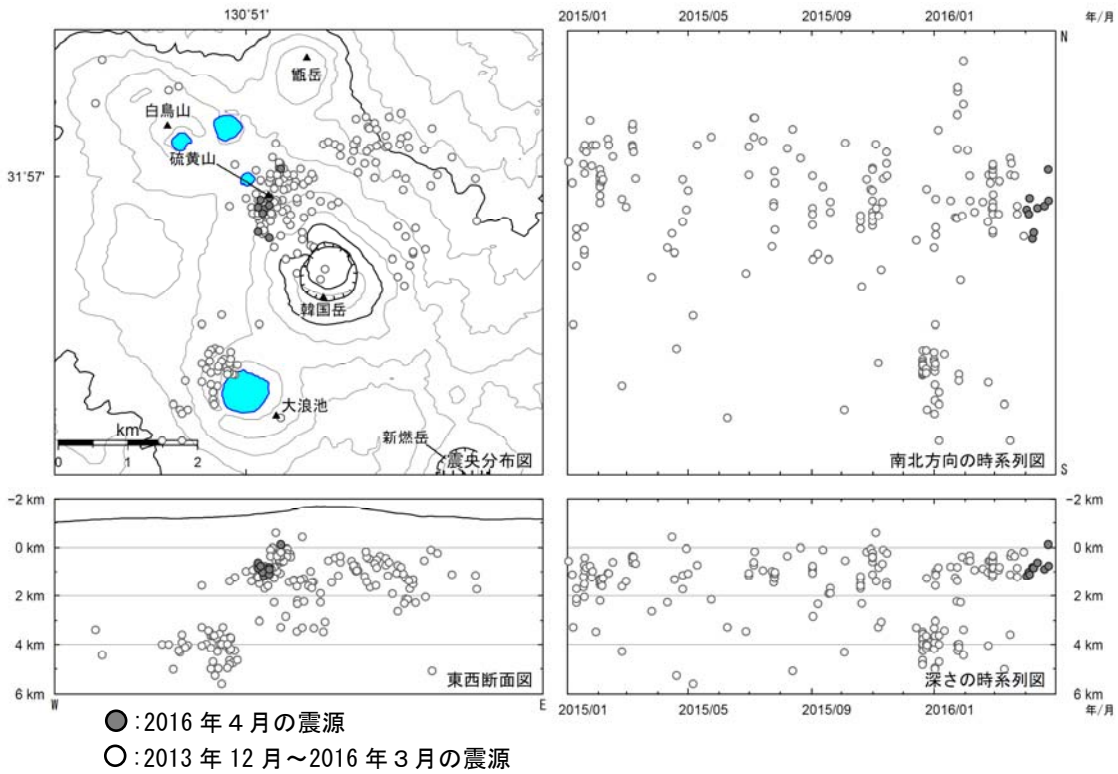 130°51'
2015/01 2015/05 2015/09 2016/01 年/月
甑岳
N
白鳥山
硫黄山
31°57'
韓国岳
大浪池
km
新燃岳
0 1 2
震央分布図
南北方向の時系列図
S
-2 km
0 km
2 km
4 km
6 km
東西断面図
W E
-2 km
0 km
2 km
4 km
6 km
深さの時系列図
2015/01 2015/05 2015/09 2016/01 年/月
:2016 年４月の震源
:2013 年 12 月～2016 年３月の震源